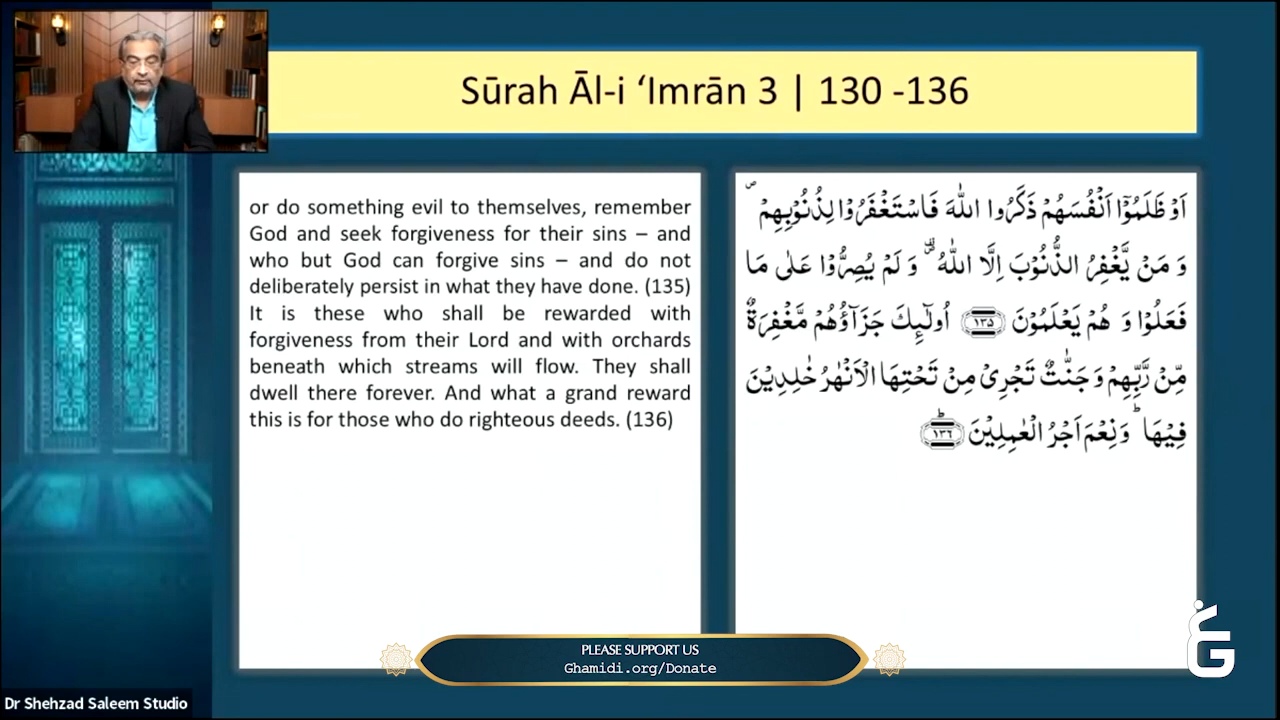 Sūrah Āl-i ‘Imrān 3 | 130 -136
or do something evil to themselves, remember
God and seek forgiveness for their sins – and
who but God can forgive sins – and do not
deliberately persist in what they have done. (135)
It is these who shall be rewarded with
forgiveness from their Lord and with orchards
beneath which streams will flow. They shall
dwell there forever. And what a grand reward
this is for those who do righteous deeds. (136)
اَوْ ظَلَمُوْۤا اَنْفُسَهُمْ ذَكَرُوا اللّٰهَ فَاسْتَغْفَرُوْا لِذُنُوْبِهِمْ ۪
وَ مَنْ يَّغْفِرُ الذُّنُوْبَ اِلَّا اللّٰهُ ۪۫ وَ لَمْ يُصِرُّوْا عَلٰى مَا
فَعَلُوْا وَ هُمْ يَعْلَمُوْنَ ۝۱۳۵ اُولٰٓىِٕكَ جَزَآؤُهُمْ مَّغْفِرَةٌ
مِّنْ رَّبِّهِمْ وَ جَنّٰتٌ تَجْرِيْ مِنْ تَحْتِهَا الْاَنْهٰرُ خٰلِدِيْنَ
فِيْهَا ؕ وَ نِعْمَ اَجْرُ الْعٰمِلِيْنَ ۝۱۳۶ؕ
PLEASE SUPPORT US
Ghamidi.org/Donate
Dr Shehzad Saleem Studio